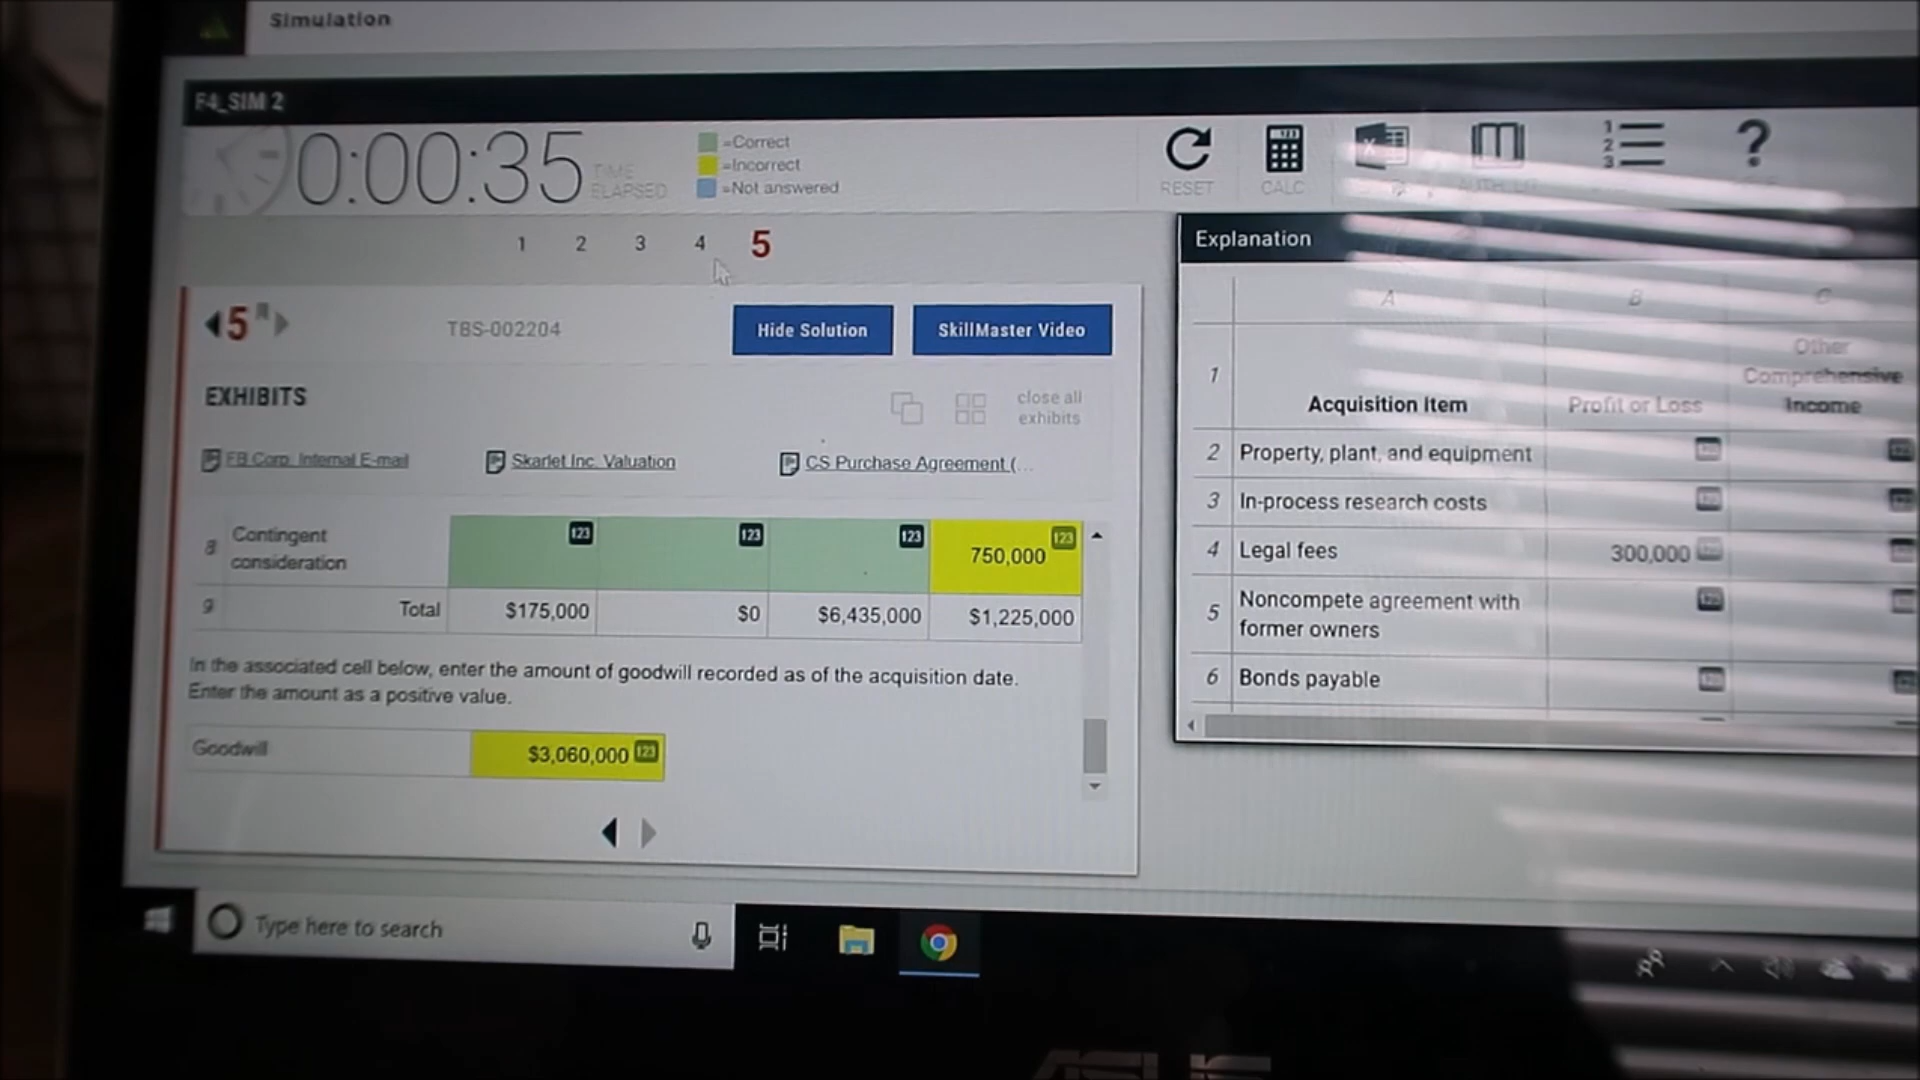 Simulation
F4_SIM 2
0:00:35 TIME ELAPSED
=Correct
=Incorrect
=Not answered
RESET
CALC
1 2 3 4 5
5
TBS-002204
Hide Solution
SkillMaster Video
EXHIBITS
close all
exhibits
FB Corp. Internal E-mail
Skarlet Inc. Valuation
CS Purchase Agreement (...
8 Contingent consideration 123 123 123 750,000 123
9 Total $175,000 $0 $6,435,000 $1,225,000
In the associated cell below, enter the amount of goodwill recorded as of the acquisition date.
Enter the amount as a positive value.
Goodwill $3,060,000 123
Explanation
A B C
1 Acquisition Item Profit or Loss Other Comprehensive Income
2 Property, plant, and equipment
3 In-process research costs
4 Legal fees 300,000
5 Noncompete agreement with
former owners
6 Bonds payable
Type here to search